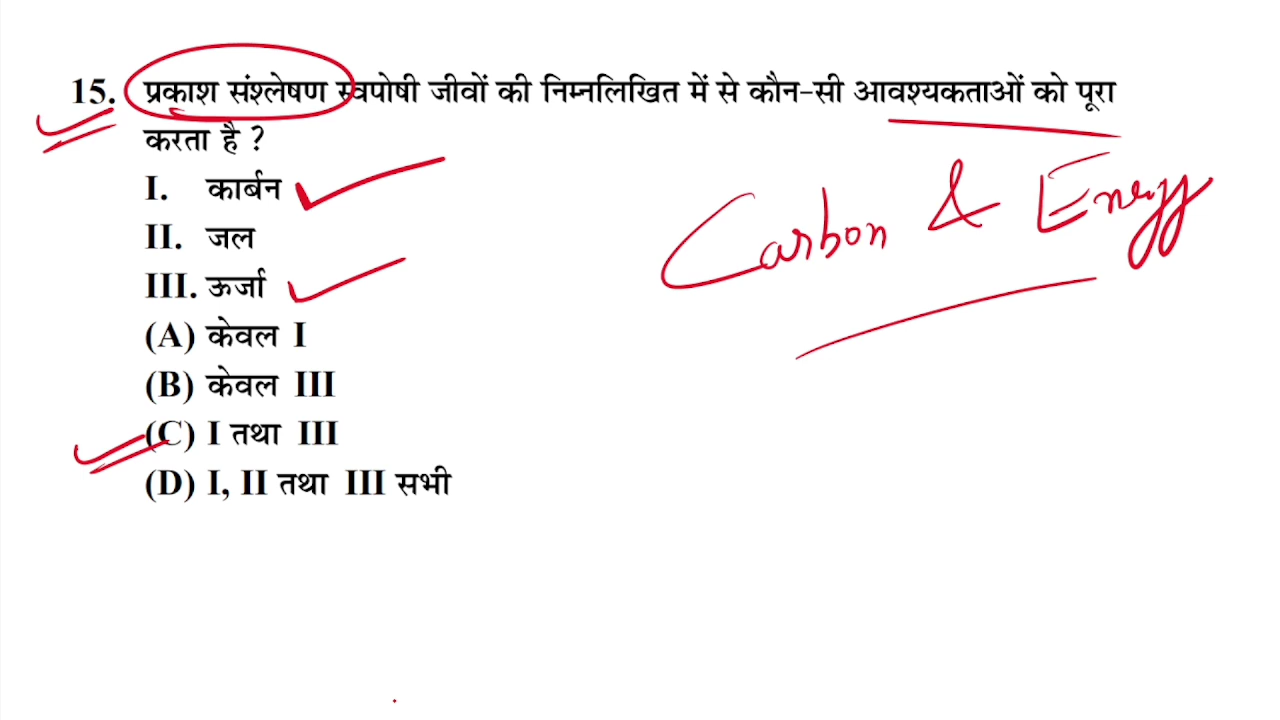 15. प्रकाश संश्लेषण स्वपोषी जीवों की निम्नलिखित में से कौन-सी आवश्यकताओं को पूरा
करता है ?
I. कार्बन
II. जल
III. ऊर्जा
(A) केवल I
(B) केवल III
(C) I तथा III
(D) I, II तथा III सभी
Carbon & Energy